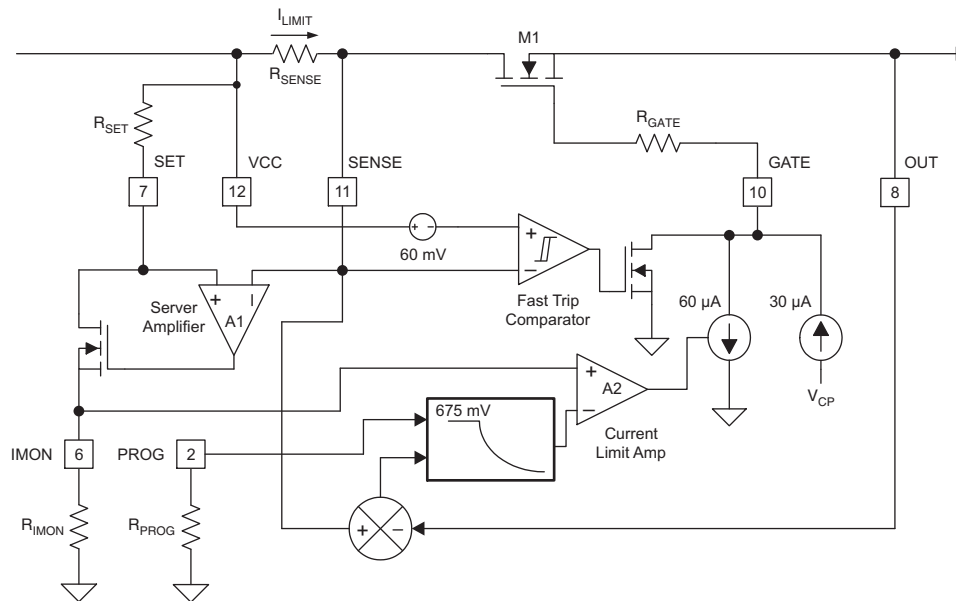 I_LIMIT
M1
R_SENSE
R_SET
R_GATE
SET
VCC
SENSE
GATE
OUT
7
12
11
10
8
+ -
60 mV
+
−
Fast Trip
Comparator
60 µA
30 µA
Server
Amplifier
+ −
A1
V_CP
+
A2
−
Current
Limit Amp
675 mV
IMON
6
PROG
2
R_IMON
R_PROG
+ −